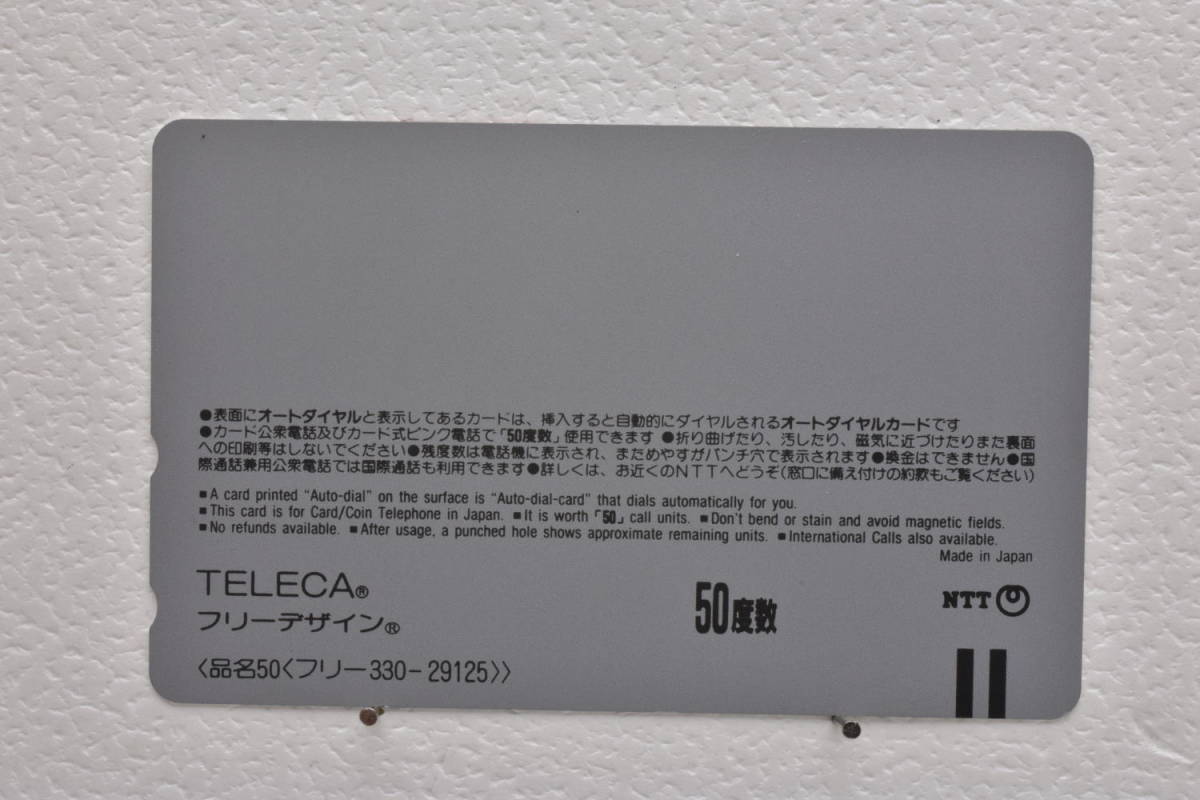 ●表面にオートダイヤルと表示してあるカードは、挿入すると自動的にダイヤルされるオートダイヤルカードです
●カード公衆電話及びカード式ピンク電話で「50度数」使用できます ●折り曲げたり、汚したり、磁気に近づけたりまた裏面
への印刷等はしないでください●残度数は電話機に表示され、まためやすがパンチ穴で表示されます●換金はできません●国
際通話兼用公衆電話では国際通話も利用できます●詳しくは、お近くのNTTへどうぞ(窓口に備え付けの約款もご覧ください)
■A card printed "Auto-dial" on the surface is "Auto-dial-card" that dials automatically for you.
■This card is for Card/Coin Telephone in Japan. ■It is worth「50」call units. ■Don't bend or stain and avoid magnetic fields.
■No refunds available. ■After usage, a punched hole shows approximate remaining units. ■International Calls also available.
Made in Japan
TELECA®
フリーデザイン®
50度数
NTT
〈品名50〈フリー330-29125〉〉